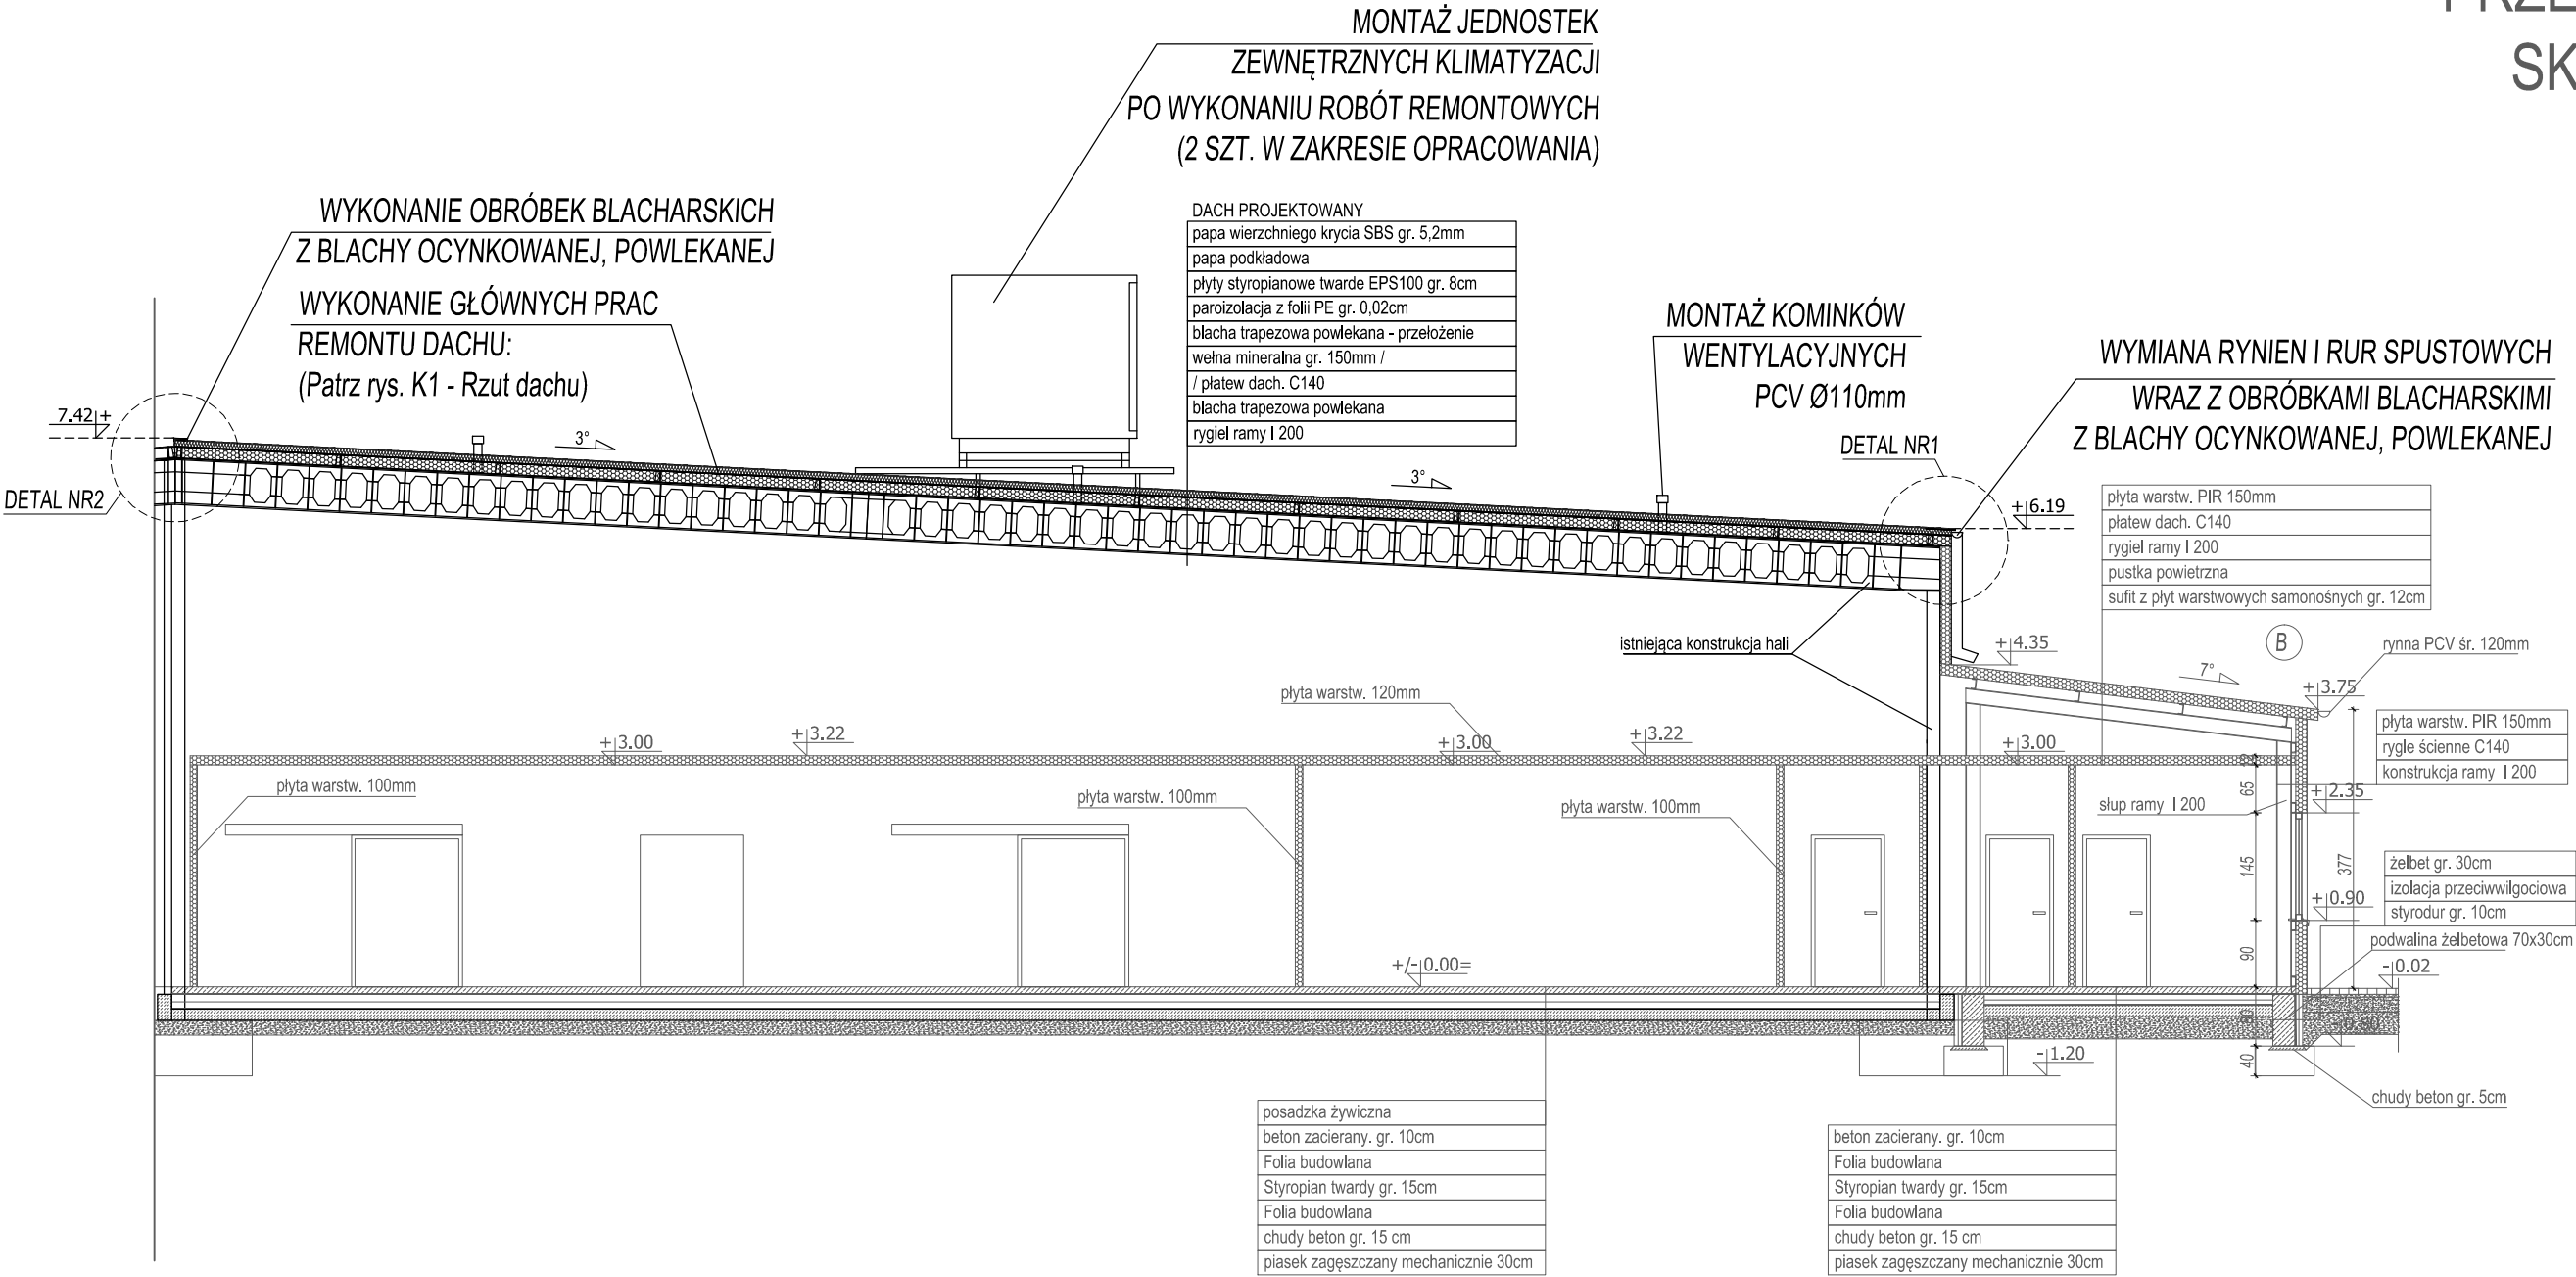 MONTAŻ JEDNOSTEK
ZEWNĘTRZNYCH KLIMATYZACJI
PO WYKONANIU ROBÓT REMONTOWYCH
(2 SZT. W ZAKRESIE OPRACOWANIA)
SK
WYKONANIE OBRÓBEK BLACHARSKICH
Z BLACHY OCYNKOWANEJ, POWLEKANEJ
WYKONANIE GŁÓWNYCH PRAC
REMONTU DACHU:
(Patrz rys. K1 - Rzut dachu)
DACH PROJEKTOWANY
papa wierzchniego krycia SBS gr. 5,2mm
papa podkładowa
płyty styropianowe twarde EPS100 gr. 8cm
paroizolacja z folii PE gr. 0,02cm
blacha trapezowa powlekana - przełożenie
wełna mineralna gr. 150mm /
/ płatew dach. C140
blacha trapezowa powlekana
rygiel ramy I 200
MONTAŻ KOMINKÓW
WENTYLACYJNYCH
PCV Ø110mm
WYMIANA RYNIEN I RUR SPUSTOWYCH
WRAZ Z OBRÓBKAMI BLACHARSKIMI
Z BLACHY OCYNKOWANEJ, POWLEKANEJ
7.42+
DETAL NR2
3°
3°
DETAL NR1
+6.19
płyta warstw. PIR 150mm
płatew dach. C140
rygiel ramy I 200
pustka powietrzna
sufit z płyt warstwowych samonośnych gr. 12cm
istniejąca konstrukcja hali
+4.35
B
7°
rynna PCV śr. 120mm
+3.75
płyta warstw. 120mm
+3.00
+3.22
+3.00
+3.22
+3.00
płyta warstw. PIR 150mm
rygle ścienne C140
konstrukcja ramy I 200
płyta warstw. 100mm
płyta warstw. 100mm
płyta warstw. 100mm
słup ramy I 200
+2.35
12
65
145
90
80
40
377
żelbet gr. 30cm
izolacja przeciwwilgociowa
styrodur gr. 10cm
+0.90
podwalina żelbetowa 70x30cm
+/-0.00=
-0.02
-0.80
-1.20
chudy beton gr. 5cm
posadzka żywiczna
beton zacierany. gr. 10cm
Folia budowlana
Styropian twardy gr. 15cm
Folia budowlana
chudy beton gr. 15 cm
piasek zagęszczany mechanicznie 30cm
beton zacierany. gr. 10cm
Folia budowlana
Styropian twardy gr. 15cm
Folia budowlana
chudy beton gr. 15 cm
piasek zagęszczany mechanicznie 30cm